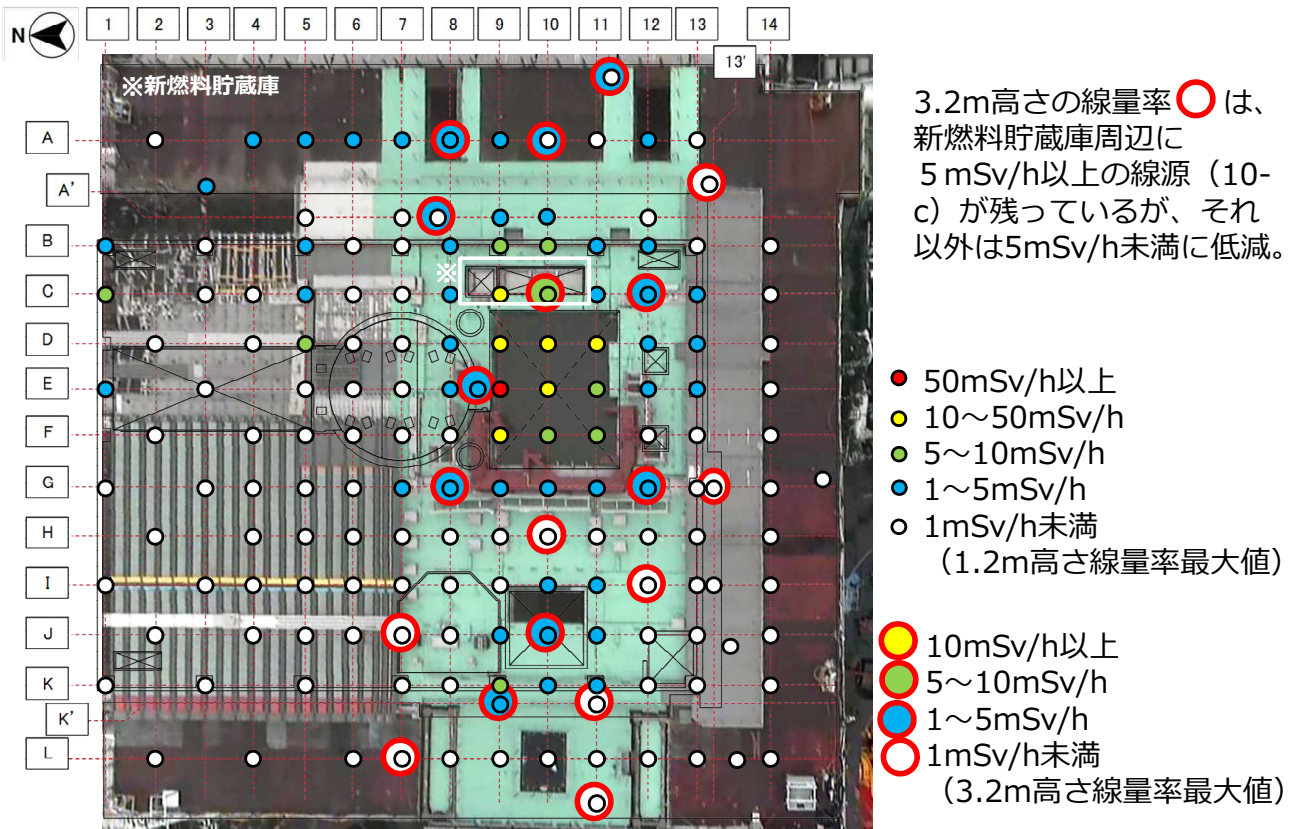 N
1 2 3 4 5 6 7 8 9 10 11 12 13 14
13'
※新燃料貯蔵庫
A
A'
B
※
C
D
E
F
G
H
I
J
K
K'
L
3.2m高さの線量率 は、
新燃料貯蔵庫周辺に
５mSv/h以上の線源（10-
c）が残っているが、それ
以外は5mSv/h未満に低減。
50mSv/h以上
10～50mSv/h
5～10mSv/h
1～5mSv/h
1mSv/h未満
（1.2m高さ線量率最大値）
10mSv/h以上
5～10mSv/h
1～5mSv/h
1mSv/h未満
（3.2m高さ線量率最大値）